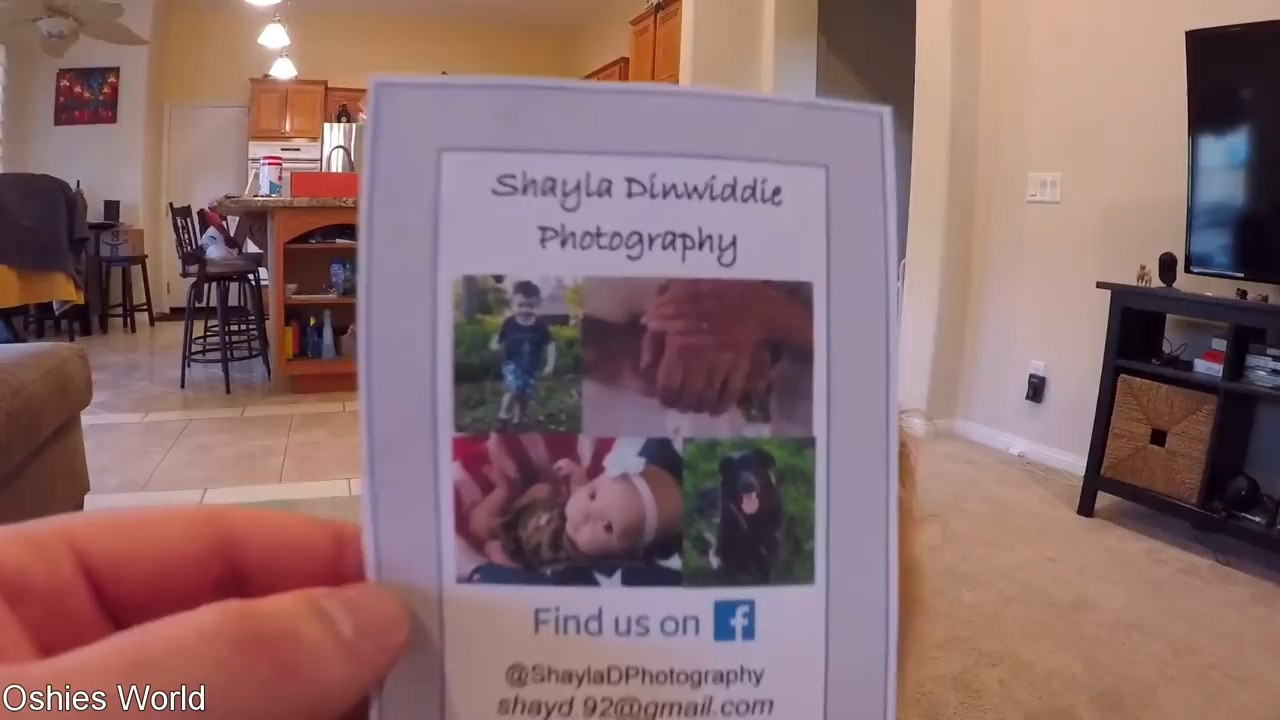 Shayla Dinwiddie
Photography
Find us on f
@ShaylaDPhotography
shayd.92@gmail.com
Oshies World